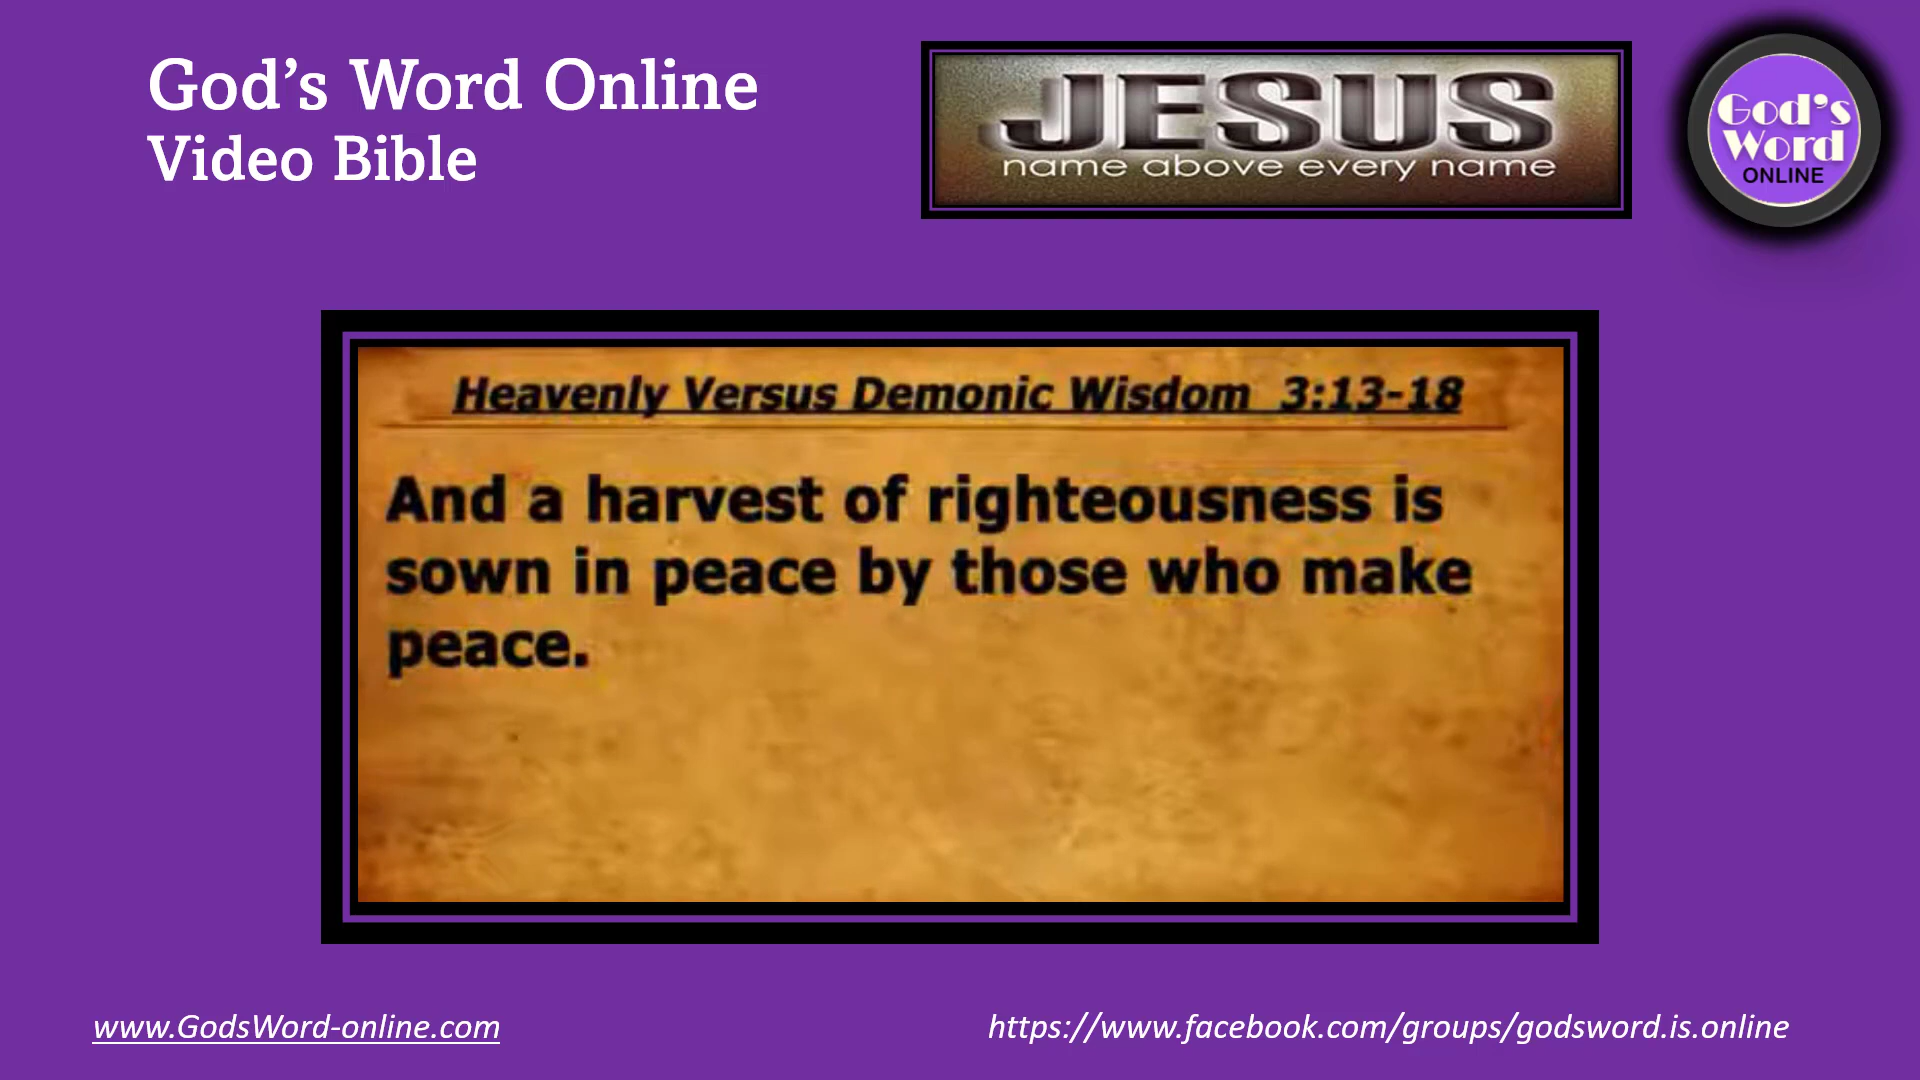 God’s Word Online
Video Bible
JESUS
name above every name
God’s
Word
ONLINE
Heavenly Versus Demonic Wisdom 3:13-18
And a harvest of righteousness is
sown in peace by those who make
peace.
www.GodsWord-online.com
https://www.facebook.com/groups/godsword.is.online